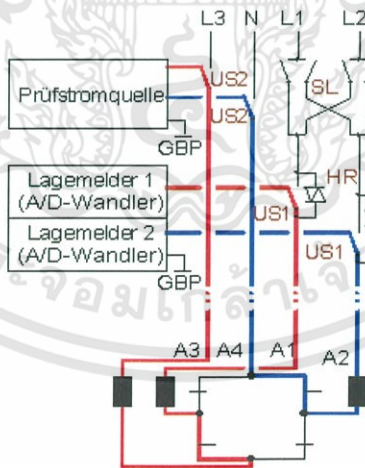 L3 N L1 L2
US2
SL
Prüfstromquelle
US2
GBP
Lagemelder 1
(A/D-Wandler)
HR
US1
Lagemelder 2
(A/D-Wandler)
US1
GBP
A3 A4 A1 A2